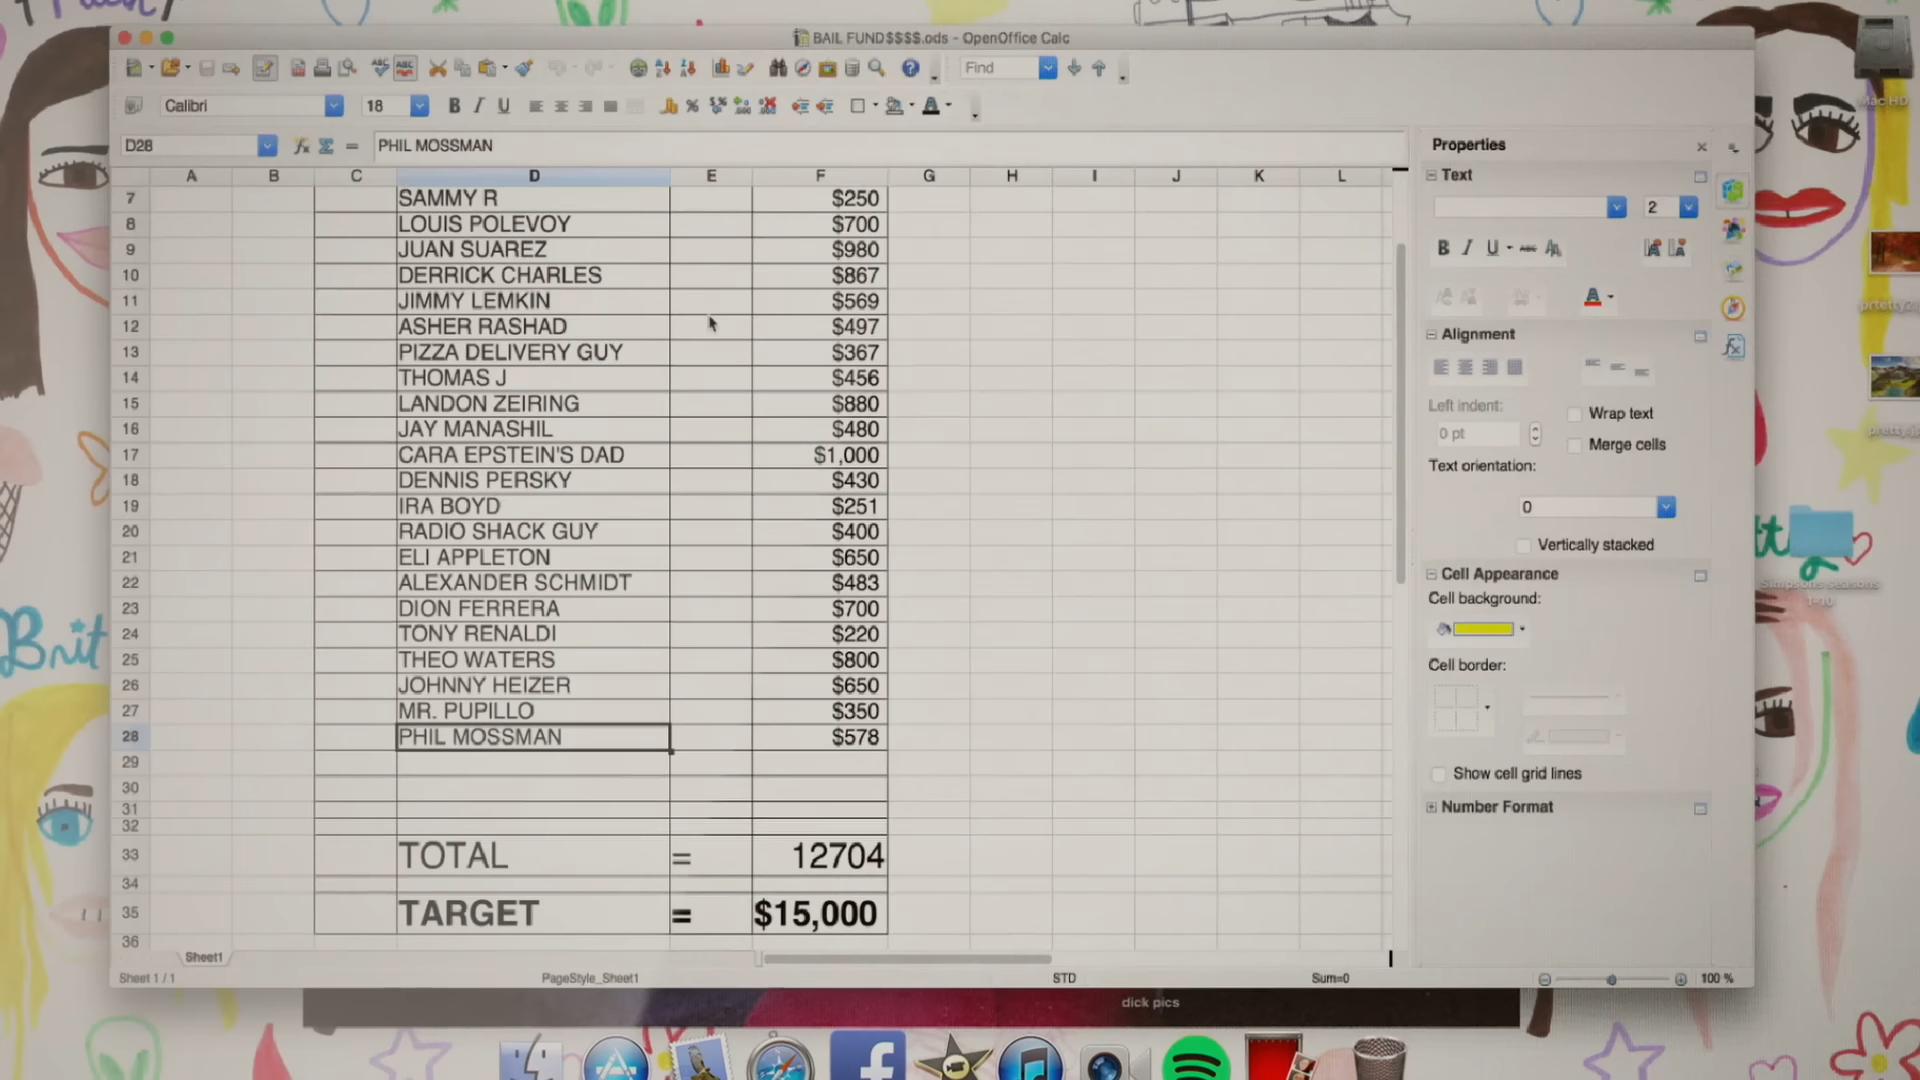 BAIL FUND$$$$.ods - OpenOffice Calc
Find
Calibri 18
D28 PHIL MOSSMAN
Properties
Text
2
Alignment
Left indent:
0 pt
Wrap text
Merge cells
Text orientation:
0
Vertically stacked
Cell Appearance
Cell background:
Cell border:
Show cell grid lines
Number Format
A B C D E F G H I J K L
7 SAMMY R $250
8 LOUIS POLEVOY $700
9 JUAN SUAREZ $980
10 DERRICK CHARLES $867
11 JIMMY LEMKIN $569
12 ASHER RASHAD $497
13 PIZZA DELIVERY GUY $367
14 THOMAS J $456
15 LANDON ZEIRING $880
16 JAY MANASHIL $480
17 CARA EPSTEIN'S DAD $1,000
18 DENNIS PERSKY $430
19 IRA BOYD $251
20 RADIO SHACK GUY $400
21 ELI APPLETON $650
22 ALEXANDER SCHMIDT $483
23 DION FERRERA $700
24 TONY RENALDI $220
25 THEO WATERS $800
26 JOHNNY HEIZER $650
27 MR. PUPILLO $350
28 PHIL MOSSMAN $578
29
30
31
32
33 TOTAL = 12704
34
35 TARGET = $15,000
36
Sheet1
Sheet 1 / 1 PageStyle_Sheet1 STD Sum=0 100 %
dick pics
Mac HD
Simpsons seasons
1-10
Brit